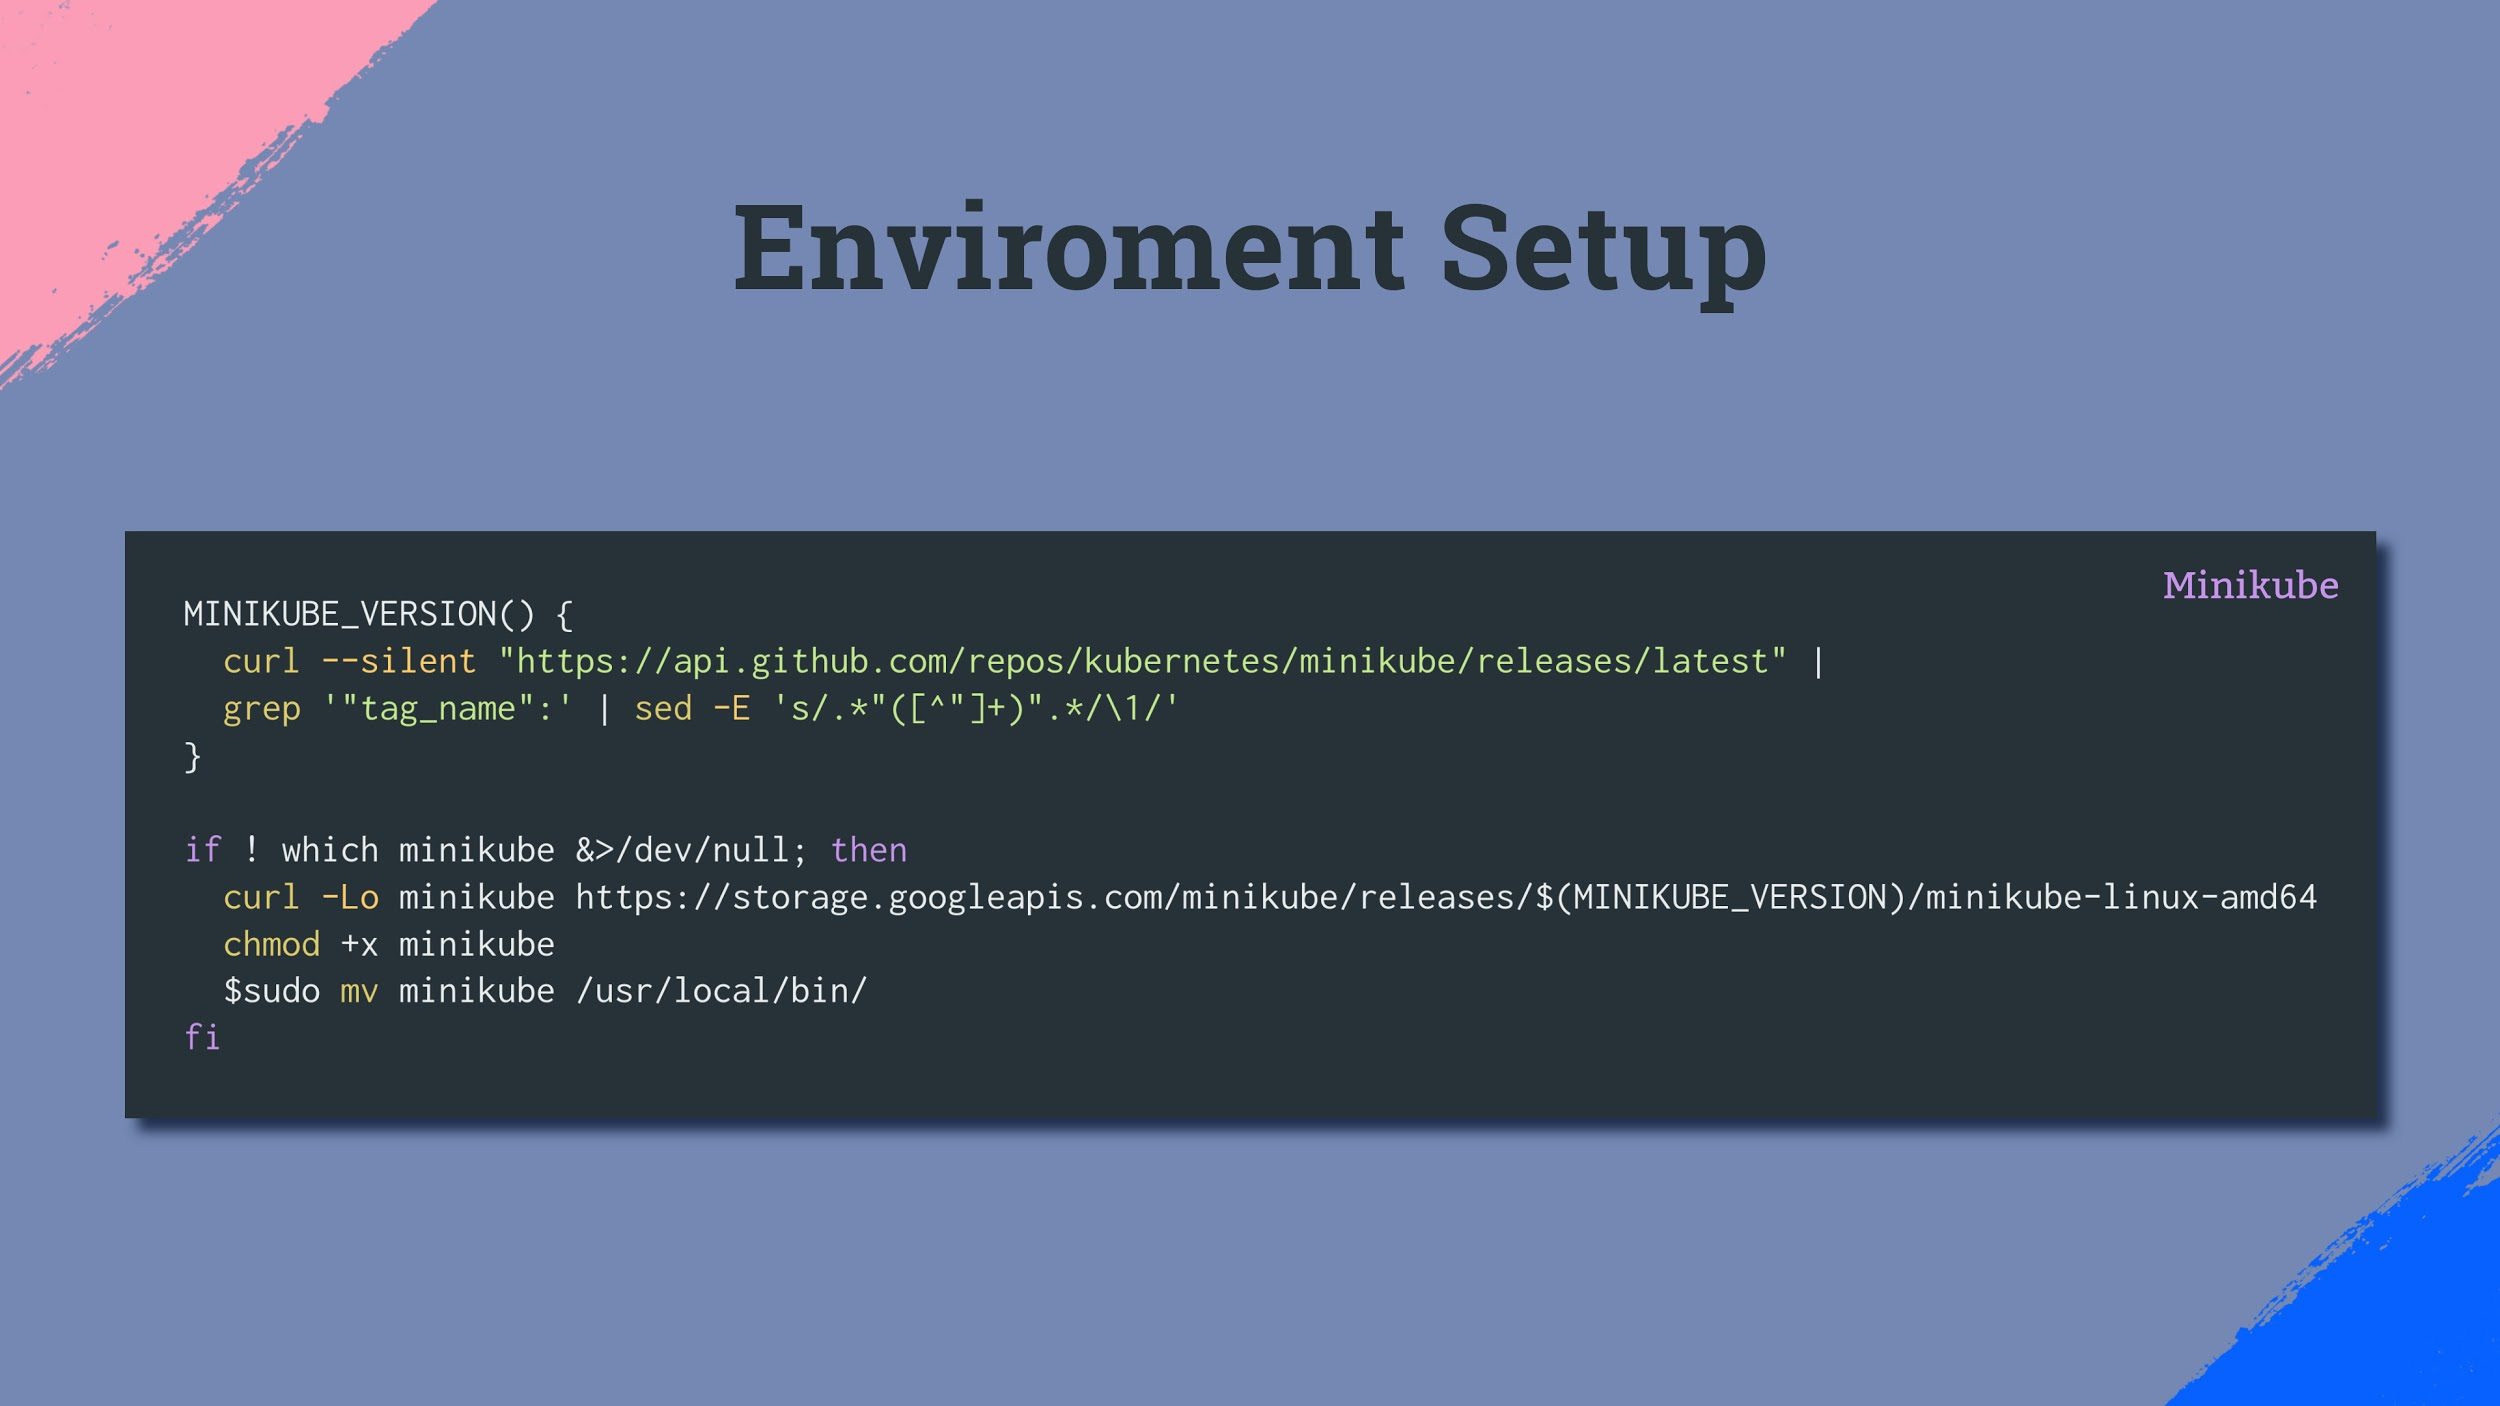 Enviroment Setup
Minikube
MINIKUBE_VERSION() {
  curl --silent "https://api.github.com/repos/kubernetes/minikube/releases/latest" |
  grep '"tag_name":' | sed -E 's/.*"([^"]+)".*/\1/'
}
if ! which minikube &>/dev/null; then
  curl -Lo minikube https://storage.googleapis.com/minikube/releases/$(MINIKUBE_VERSION)/minikube-linux-amd64
  chmod +x minikube
  $sudo mv minikube /usr/local/bin/
fi